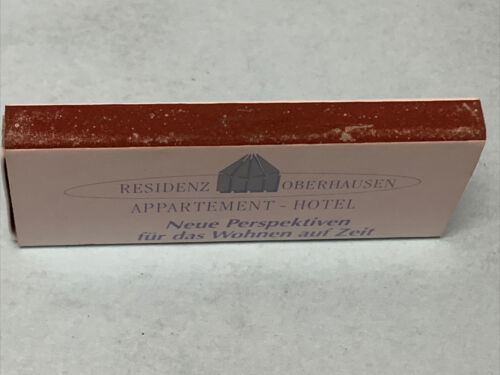 RESIDENZ OBERHAUSEN
APPARTEMENT - HOTEL
Neue Perspektiven
für das Wohnen auf Zeit